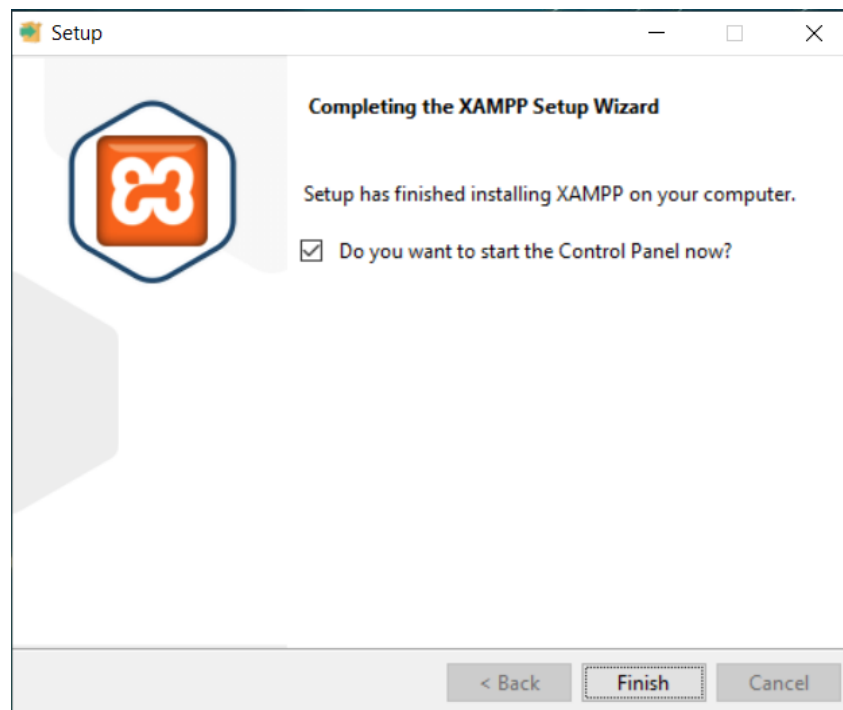 Setup
Completing the XAMPP Setup Wizard
Setup has finished installing XAMPP on your computer.
Do you want to start the Control Panel now?
< Back
Finish
Cancel